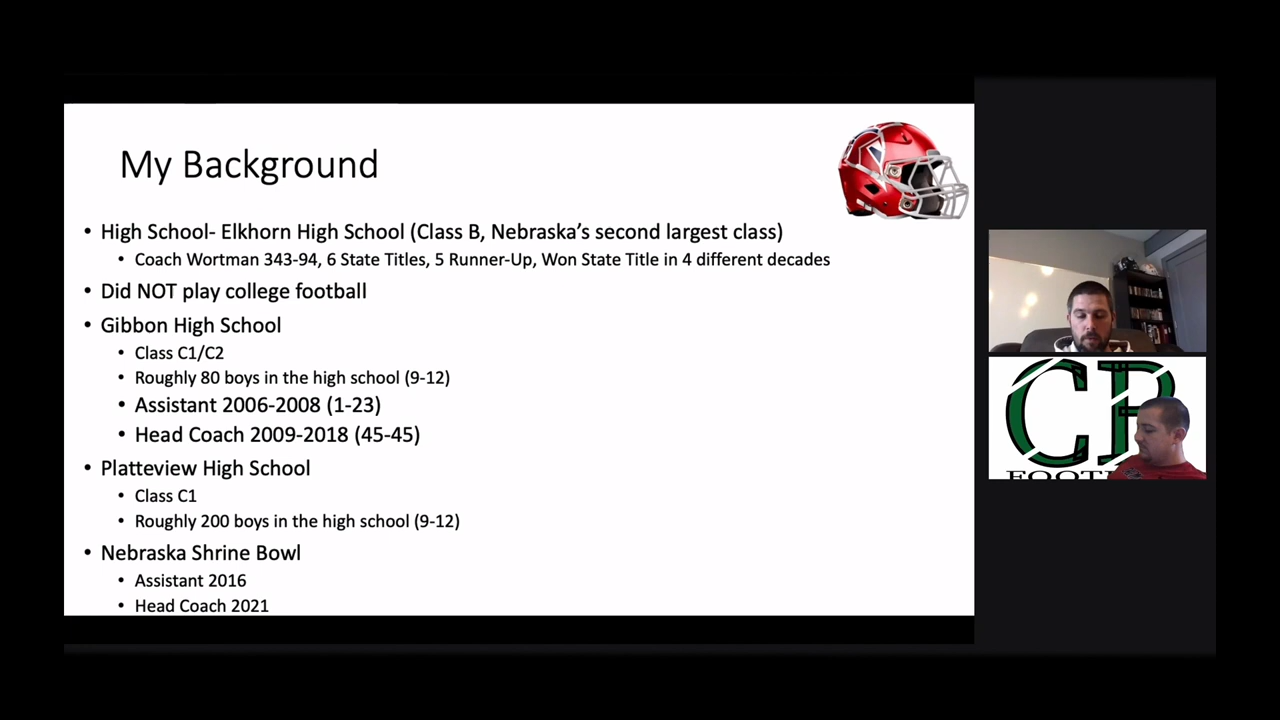 My Background
• High School- Elkhorn High School (Class B, Nebraska’s second largest class)
• Coach Wortman 343-94, 6 State Titles, 5 Runner-Up, Won State Title in 4 different decades
• Did NOT play college football
• Gibbon High School
• Class C1/C2
• Roughly 80 boys in the high school (9-12)
• Assistant 2006-2008 (1-23)
• Head Coach 2009-2018 (45-45)
• Platteview High School
• Class C1
• Roughly 200 boys in the high school (9-12)
• Nebraska Shrine Bowl
• Assistant 2016
• Head Coach 2021